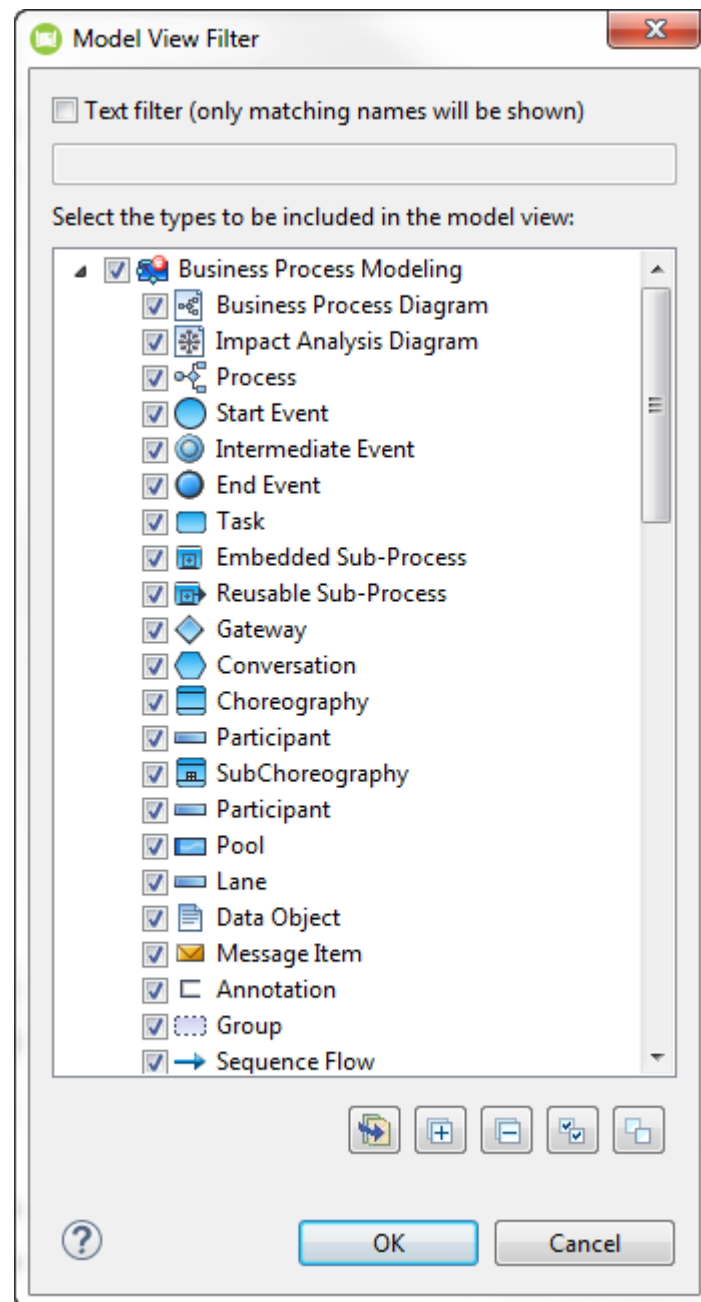 Model View Filter
Text filter (only matching names will be shown)
Select the types to be included in the model view:
Business Process Modeling
Business Process Diagram
Impact Analysis Diagram
Process
Start Event
Intermediate Event
End Event
Task
Embedded Sub-Process
Reusable Sub-Process
Gateway
Conversation
Choreography
Participant
SubChoreography
Participant
Pool
Lane
Data Object
Message Item
Annotation
Group
Sequence Flow
OK Cancel